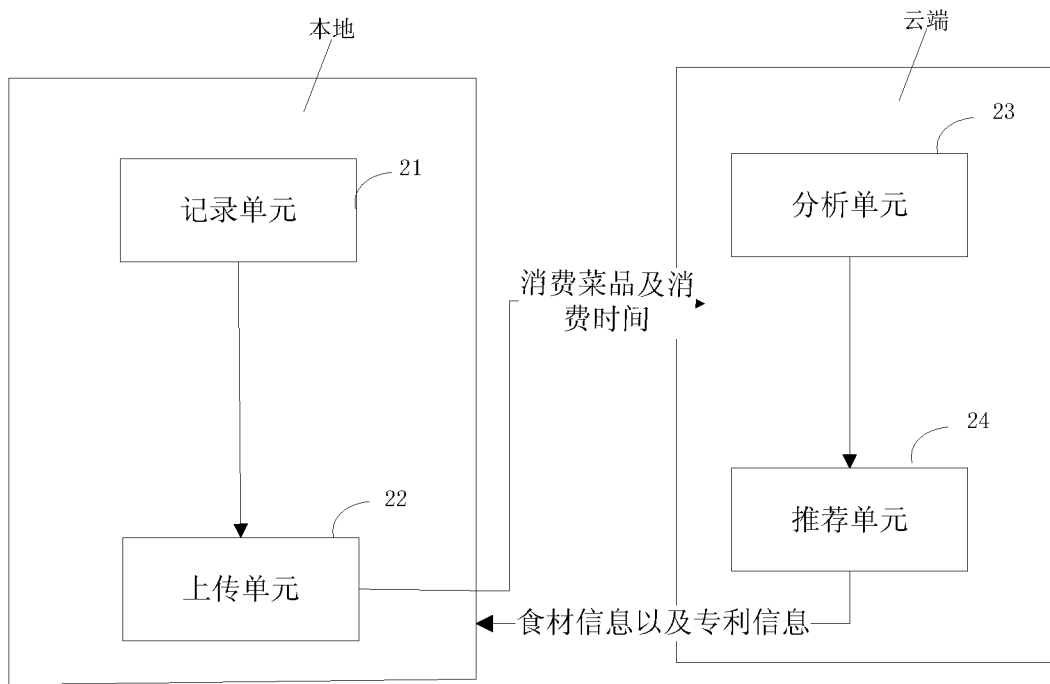 本地
云端
21
记录单元
23
分析单元
消费菜品及消
费时间
22
上传单元
24
推荐单元
食材信息以及专利信息